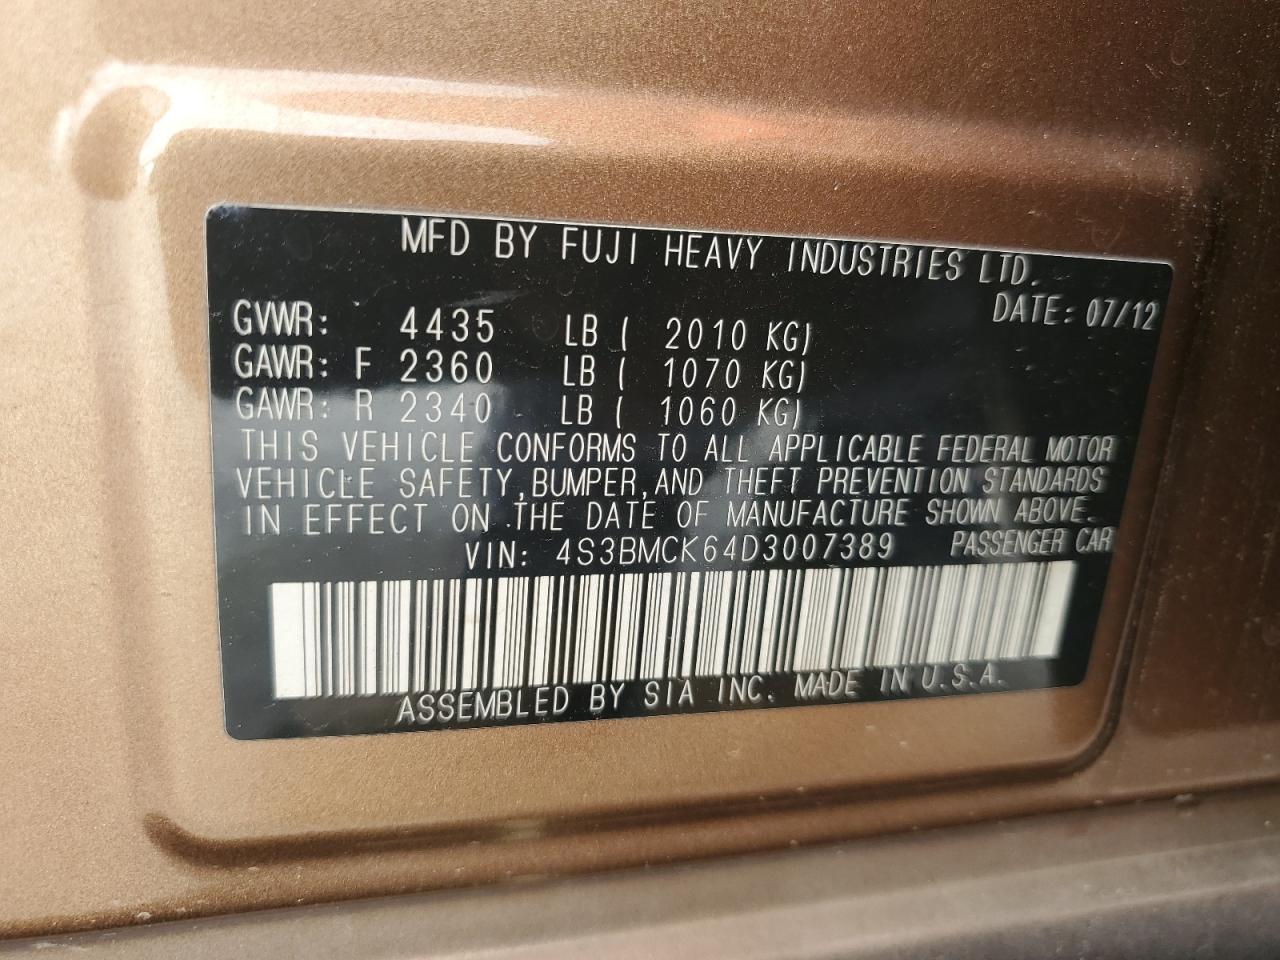 MFD BY FUJI HEAVY INDUSTRIES LTD.
DATE: 07/12
GVWR: 4435 LB ( 2010 KG)
GAWR: F 2360 LB ( 1070 KG)
GAWR: R 2340 LB ( 1060 KG)
THIS VEHICLE CONFORMS TO ALL APPLICABLE FEDERAL MOTOR
VEHICLE SAFETY, BUMPER, AND THEFT PREVENTION STANDARDS
IN EFFECT ON THE DATE OF MANUFACTURE SHOWN ABOVE.
VIN: 4S3BMCK64D3007389 PASSENGER CAR
ASSEMBLED BY SIA INC. MADE IN U.S.A.